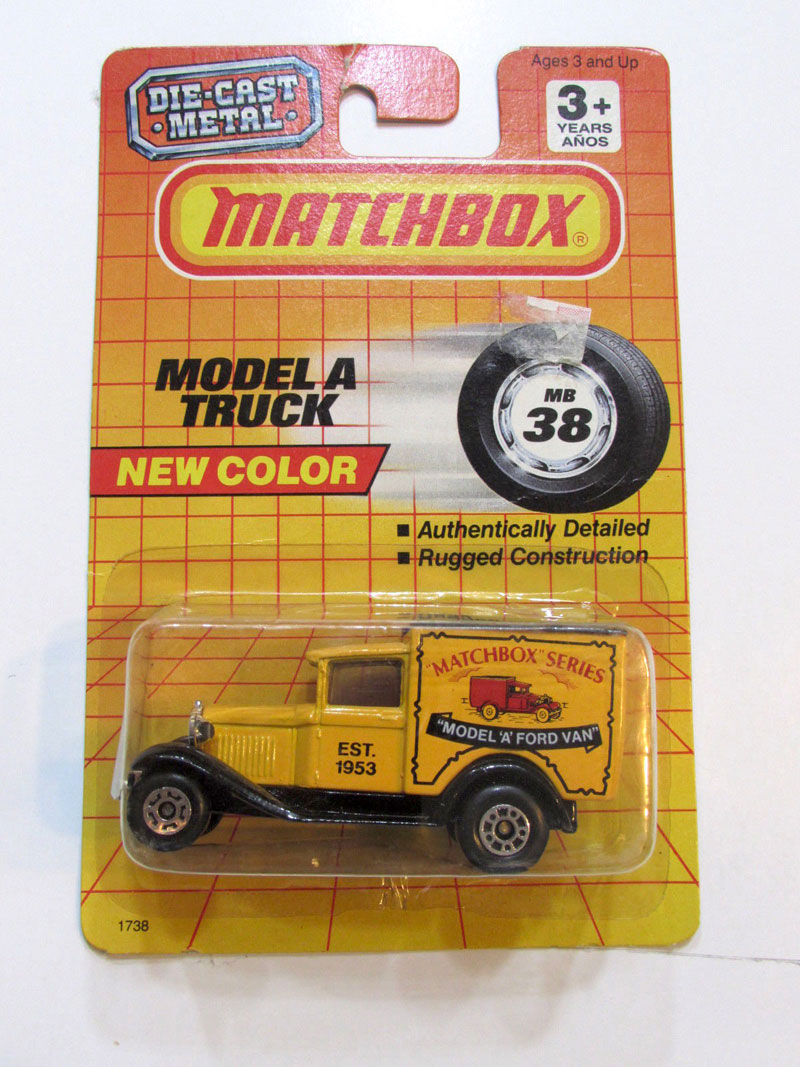 Ages 3 and Up
DIE-CAST
METAL
3+
YEARS
AÑOS
MATCHBOX®
MODEL A
TRUCK
MB
38
NEW COLOR
■ Authentically Detailed
■ Rugged Construction
"MATCHBOX" SERIES
"MODEL 'A' FORD VAN"
EST.
1953
1738